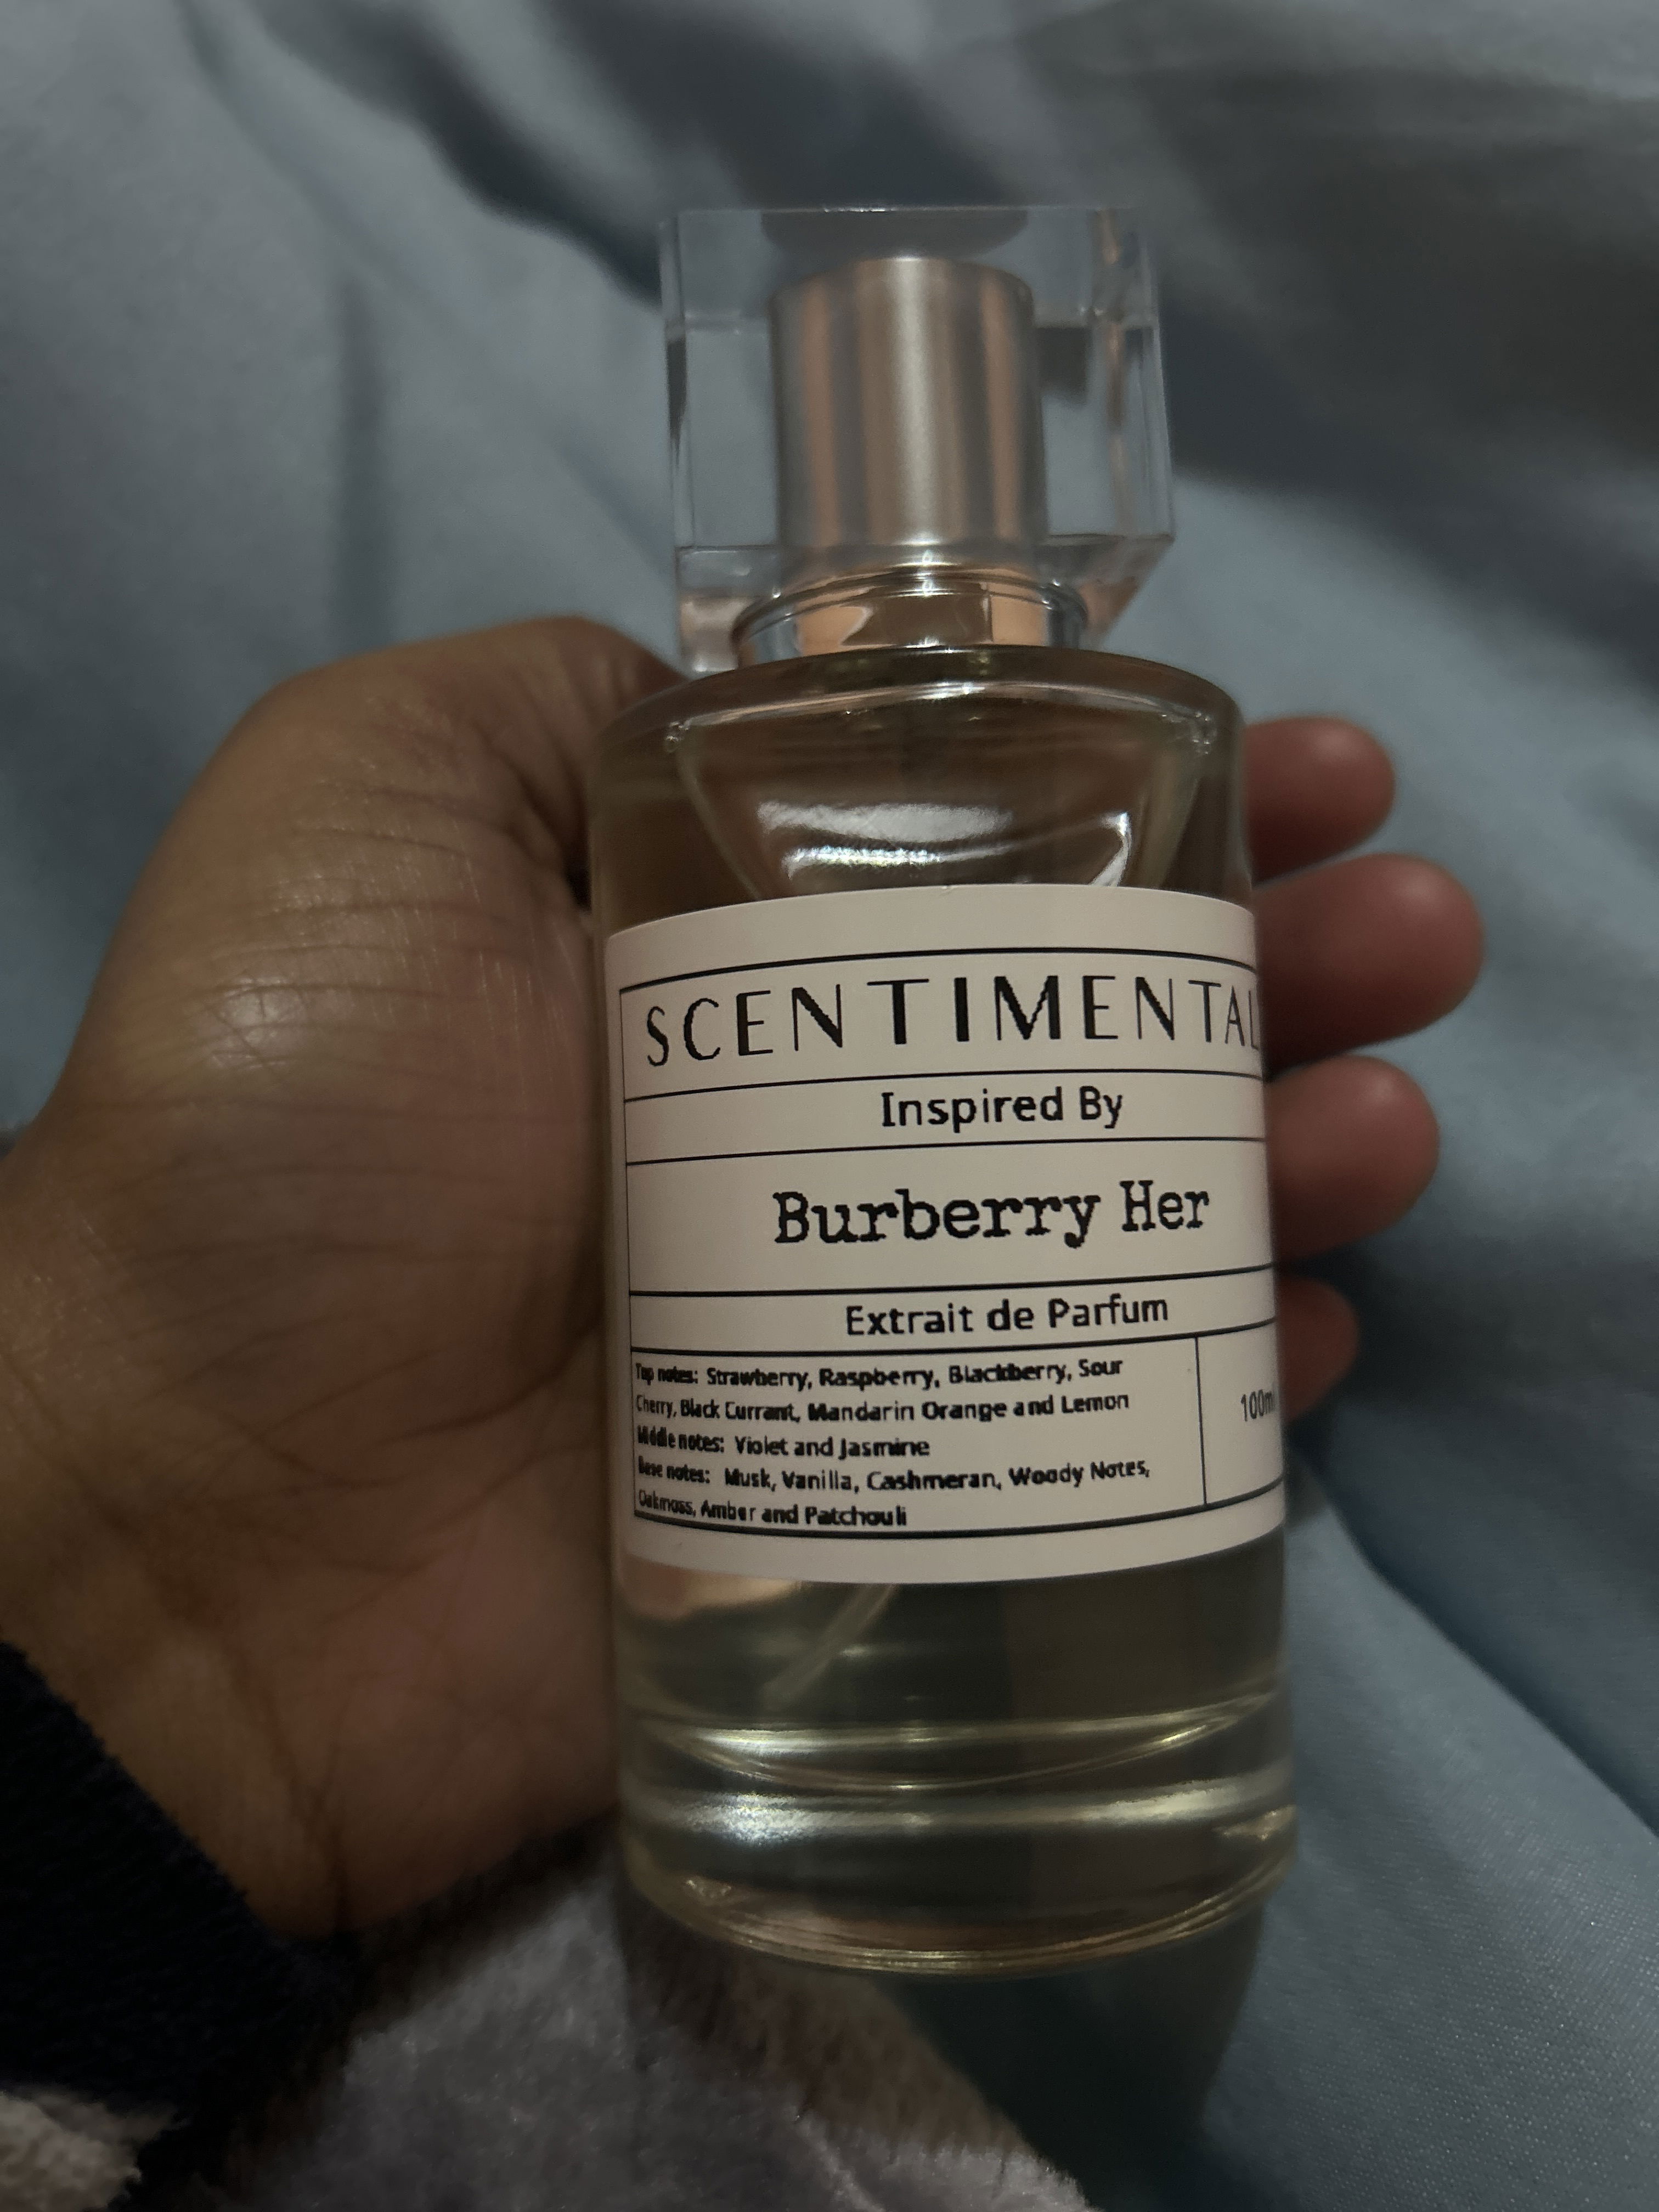 SCENTIMENTAL
Inspired By
Burberry Her
Extrait de Parfum
Top notes: Strawberry, Raspberry, Blackberry, Sour
Cherry, Black Currant, Mandarin Orange and Lemon
Middle notes: Violet and Jasmine
Base notes: Musk, Vanilla, Cashmeran, Woody Notes,
Oakmoss, Amber and Patchouli
100ml